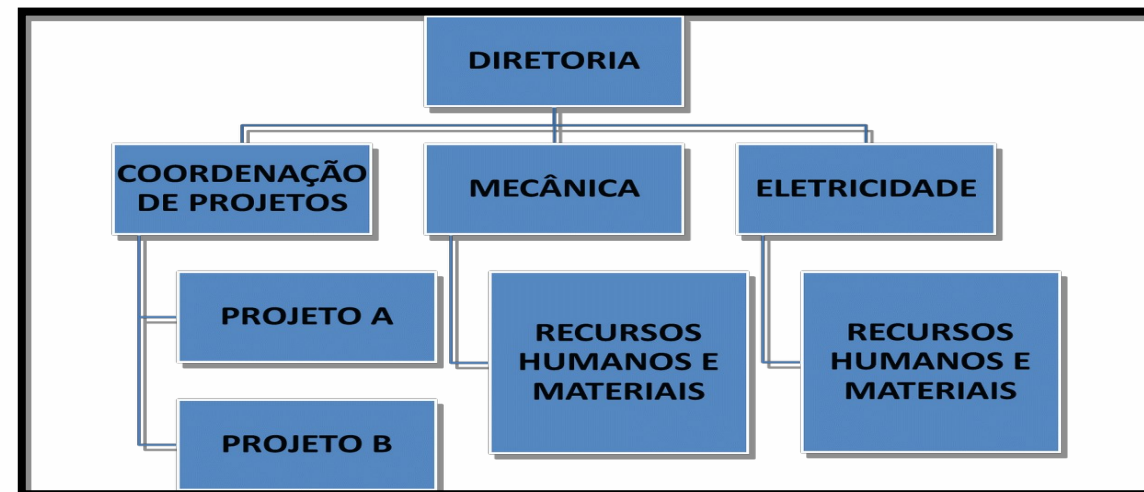 DIRETORIA
COORDENAÇÃO
DE PROJETOS
MECÂNICA
ELETRICIDADE
PROJETO A
RECURSOS
HUMANOS E
MATERIAIS
RECURSOS
HUMANOS E
MATERIAIS
PROJETO B